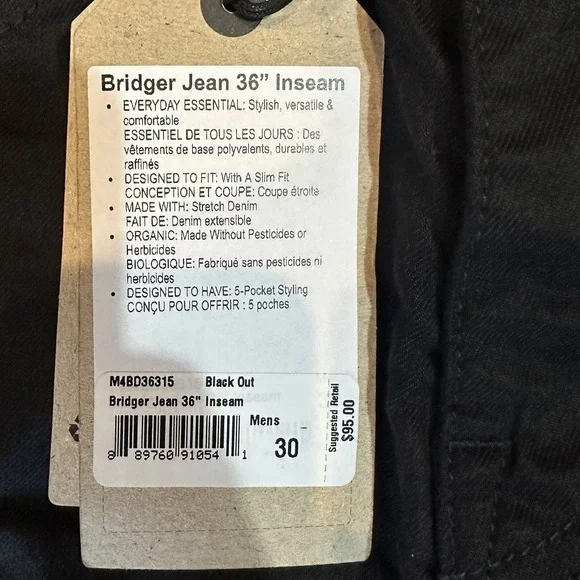 Bridger Jean 36” Inseam
• EVERYDAY ESSENTIAL: Stylish, versatile &
comfortable
ESSENTIEL DE TOUS LES JOURS : Des
vêtements de base polyvalents, durables et
raffinés
• DESIGNED TO FIT: With A Slim Fit
CONCEPTION ET COUPE: Coupe étroite
• MADE WITH: Stretch Denim
FAIT DE: Denim extensible
• ORGANIC: Made Without Pesticides or
Herbicides
BIOLOGIQUE: Fabriqué sans pesticides ni
herbicides
• DESIGNED TO HAVE: 5-Pocket Styling
CONÇU POUR OFFRIR : 5 poches
M4BD36315 Black Out
Bridger Jean 36" Inseam
Mens
30 –
8 89760 91054 1
Suggested Retail
$95.00